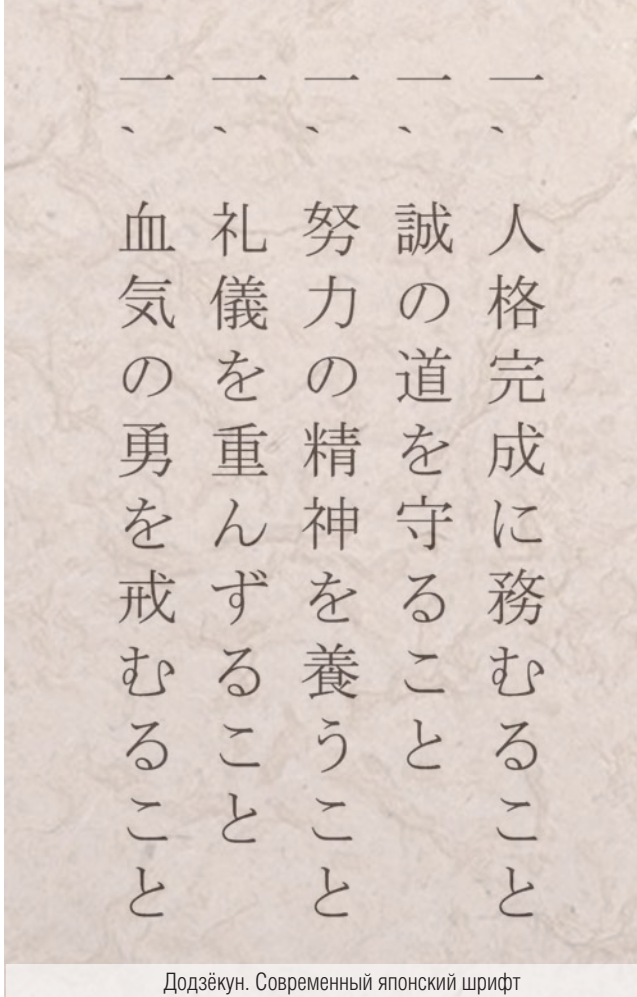 一、人格完成に務むること
一、誠の道を守ること
一、努力の精神を養うこと
一、礼儀を重んずること
一、血気の勇を戒むること
Додзёкун. Современный японский шрифт